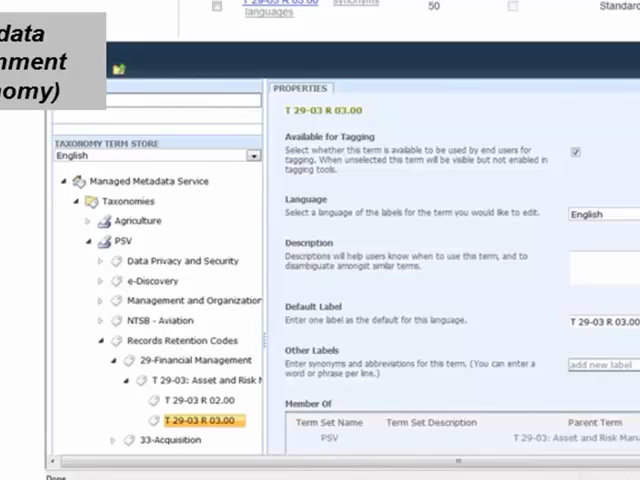 T 29-03 R 03.00
synonyms
50
Standard
languages
data
nment
nomy)
PROPERTIES
T 29-03 R 03.00
Available for Tagging
Select whether this term is available to be used by end users for
tagging. When unselected this term will be visible but not enabled in
tagging tools.
Language
Select a language of the labels for the term you would like to edit.
English
Description
Descriptions will help users know when to use this term, and to
disambiguate amongst similar terms.
Default Label
Enter one label as the default for this language.
T 29-03 R 03.00
Other Labels
Enter synonyms and abbreviations for this term. (You can enter a
word or phrase per line.)
add new label
Member Of
Term Set Name Term Set Description Parent Term
PSV T 29-03: Asset and Risk Mana
TAXONOMY TERM STORE
English
Managed Metadata Service
Taxonomies
Agriculture
PSV
Data Privacy and Security
e-Discovery
Management and Organization
NTSB - Aviation
Records Retention Codes
29-Financial Management
T 29-03: Asset and Risk M
T 29-03 R 02.00
T 29-03 R 03.00
33-Acquisition
Done